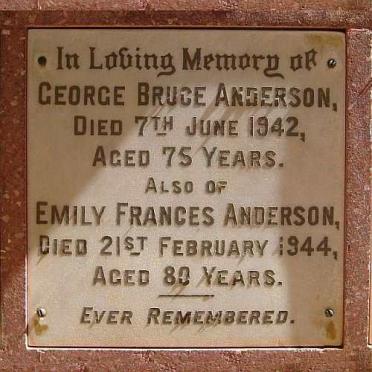 In Loving Memory of
George Bruce Anderson,
Died 7th June 1942,
Aged 75 Years.
Also of
Emily Frances Anderson,
Died 21st February 1944,
Aged 80 Years.
Ever Remembered.